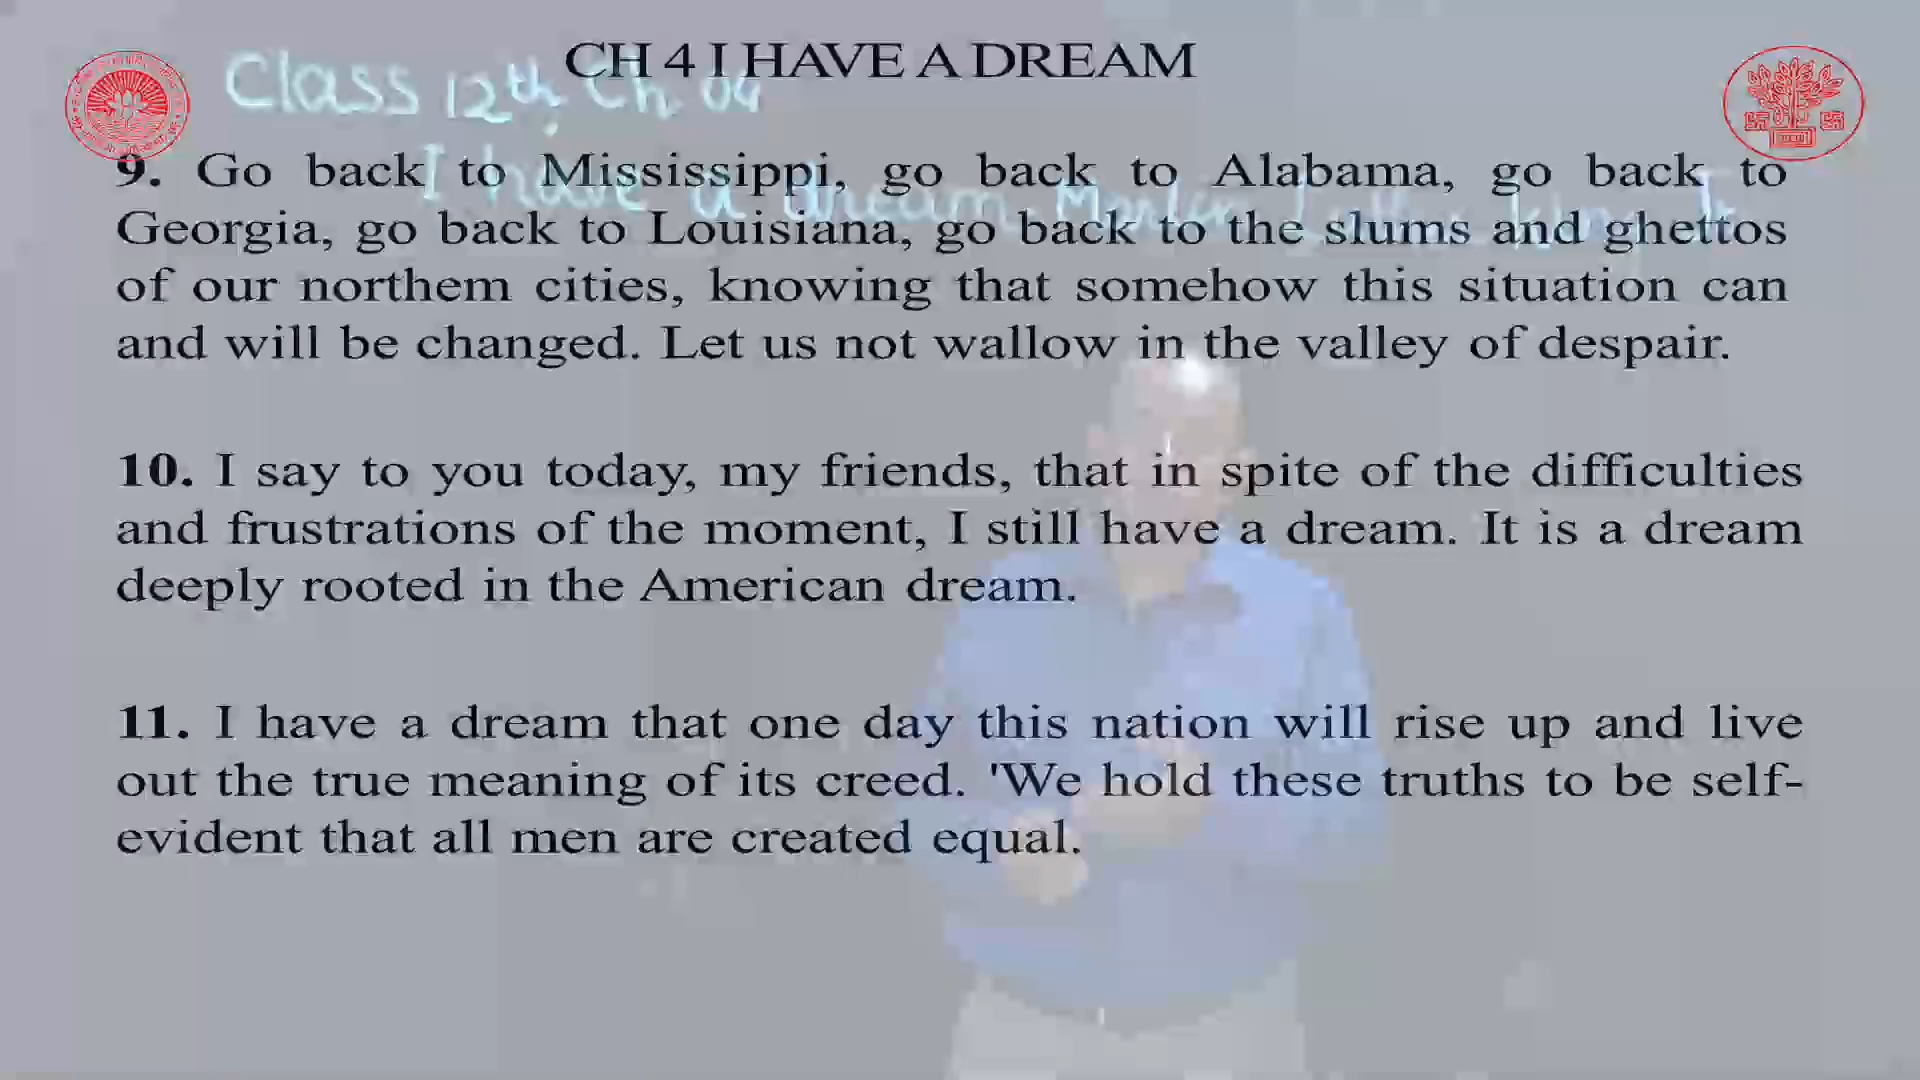 CH 4 I HAVE A DREAM
Class 12th, Ch 04
I have a dream Martin Luther king Jr
9. Go back to Mississippi, go back to Alabama, go back to
Georgia, go back to Louisiana, go back to the slums and ghettos
of our northem cities, knowing that somehow this situation can
and will be changed. Let us not wallow in the valley of despair.
10. I say to you today, my friends, that in spite of the difficulties
and frustrations of the moment, I still have a dream. It is a dream
deeply rooted in the American dream.
11. I have a dream that one day this nation will rise up and live
out the true meaning of its creed. 'We hold these truths to be self-
evident that all men are created equal.